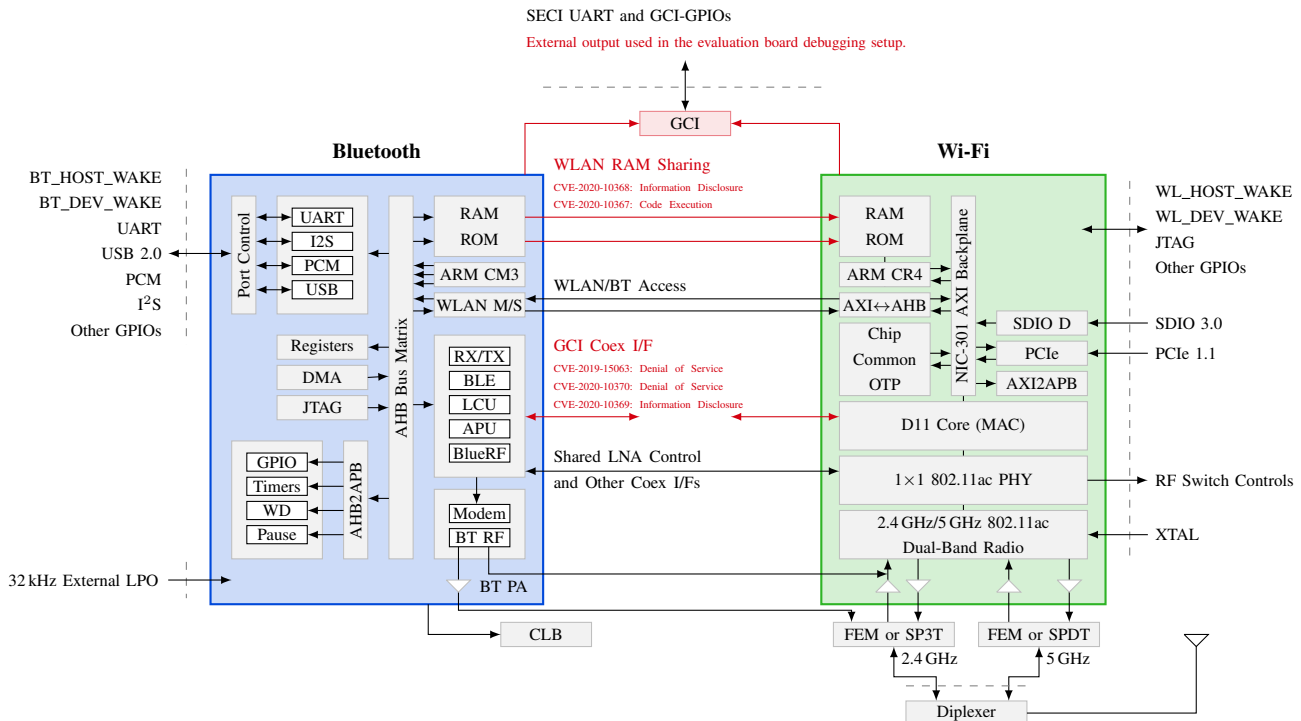 SECI UART and GCI-GPIOs
External output used in the evaluation board debugging setup.
GCI
Bluetooth
Wi-Fi
WLAN RAM Sharing
CVE-2020-10368: Information Disclosure
CVE-2020-10367: Code Execution
BT_HOST_WAKE
BT_DEV_WAKE
UART
USB 2.0
PCM
I²S
Other GPIOs
Port Control
UART
I2S
PCM
USB
AHB Bus Matrix
RAM
ROM
ARM CM3
WLAN M/S
Registers
DMA
JTAG
RX/TX
BLE
LCU
APU
BlueRF
GPIO
Timers
WD
Pause
AHB2APB
Modem
BT RF
BT PA
32 kHz External LPO
CLB
WLAN/BT Access
GCI Coex I/F
CVE-2019-15063: Denial of Service
CVE-2020-10370: Denial of Service
CVE-2020-10369: Information Disclosure
Shared LNA Control
and Other Coex I/Fs
RAM
ROM
ARM CR4
AXI↔AHB
Chip
Common
OTP
NIC-301 AXI Backplane
SDIO D
PCIe
AXI2APB
D11 Core (MAC)
1×1 802.11ac PHY
2.4 GHz/5 GHz 802.11ac
Dual-Band Radio
WL_HOST_WAKE
WL_DEV_WAKE
JTAG
Other GPIOs
SDIO 3.0
PCIe 1.1
RF Switch Controls
XTAL
FEM or SP3T
FEM or SPDT
2.4 GHz
5 GHz
Diplexer